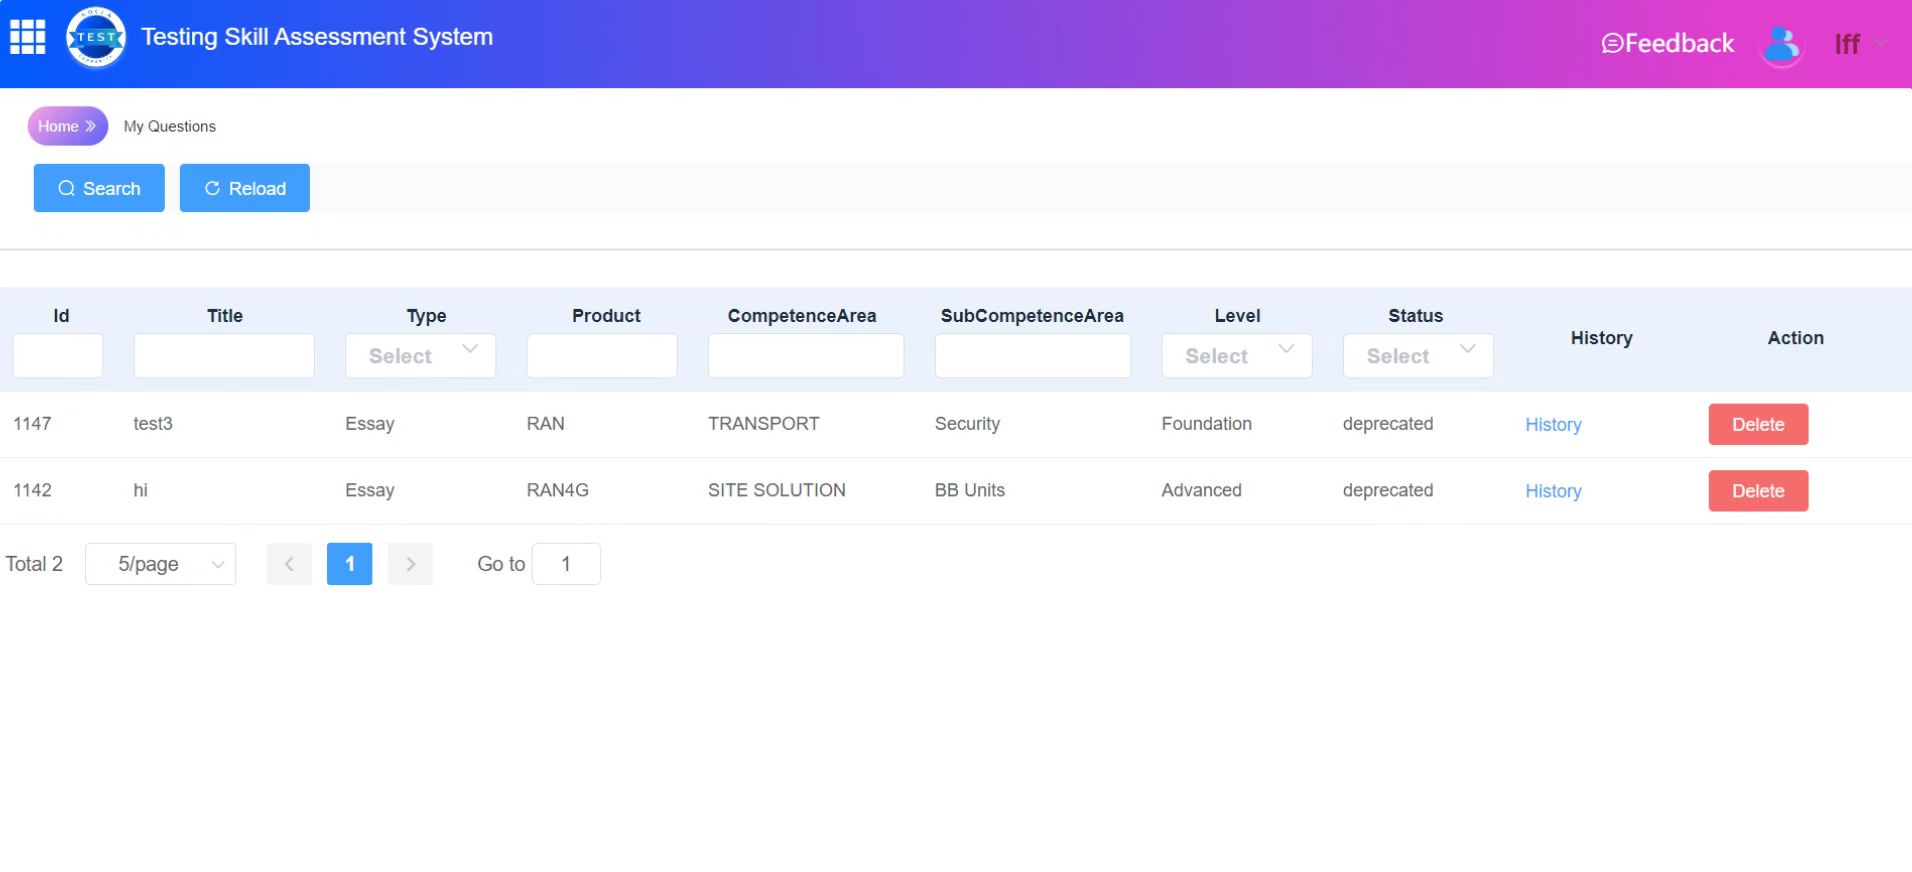 TEST
Testing Skill Assessment System
Feedback
lff
Home
My Questions
Search
Reload
Id Title Type Product CompetenceArea SubCompetenceArea Level Status History Action
Select Select Select
1147 test3 Essay RAN TRANSPORT Security Foundation deprecated History Delete
1142 hi Essay RAN4G SITE SOLUTION BB Units Advanced deprecated History Delete
Total 2 5/page 1 Go to 1